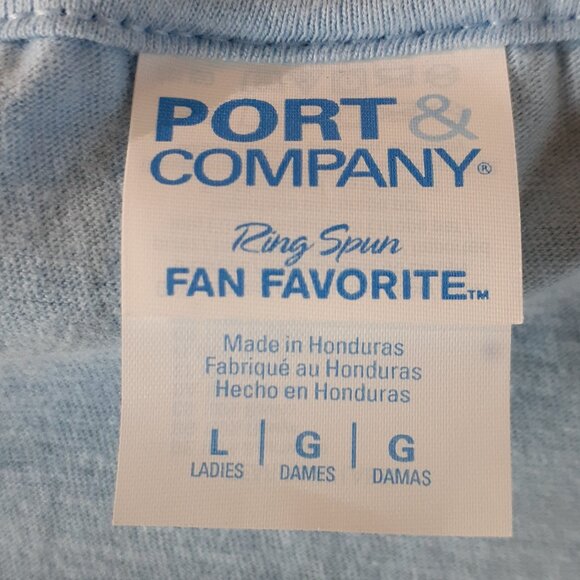 PORT &
COMPANY®
Ring Spun
FAN FAVORITE™
Made in Honduras
Fabriqué au Honduras
Hecho en Honduras
L | G | G
LADIES DAMES DAMAS